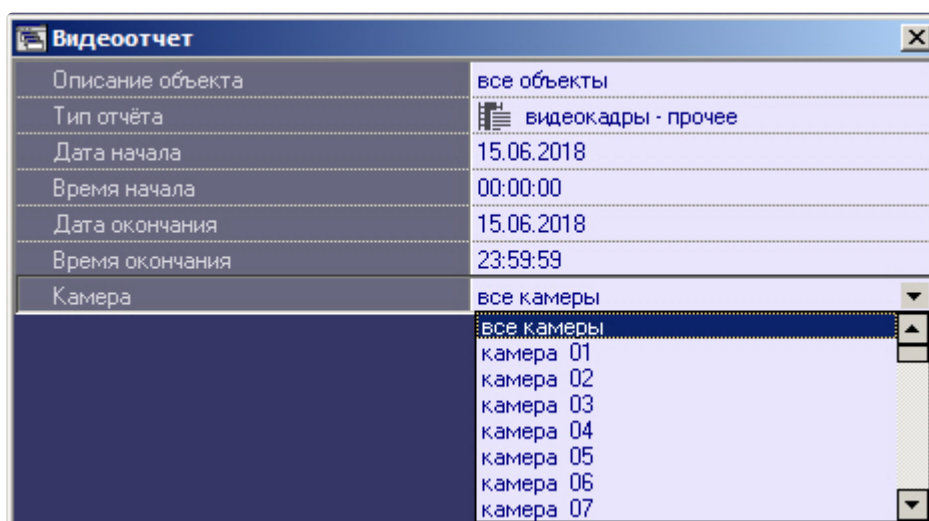 Видеоотчет
Описание объекта все объекты
Тип отчёта видеокадры - прочее
Дата начала 15.06.2018
Время начала 00:00:00
Дата окончания 15.06.2018
Время окончания 23:59:59
Камера все камеры
все камеры
камера 01
камера 02
камера 03
камера 04
камера 05
камера 06
камера 07